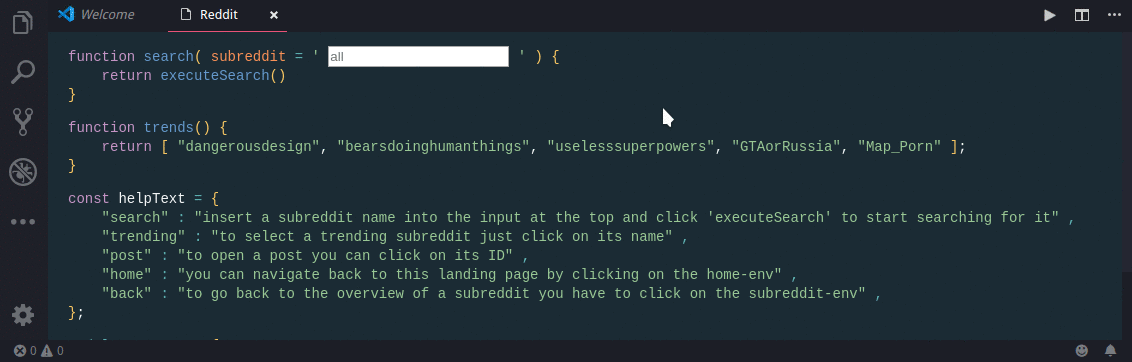 Welcome
Reddit
function search( subreddit = ' all ' ) {
return executeSearch()
}
function trends() {
return [ "dangerousdesign", "bearsdoinghumanthings", "uselesssuperpowers", "GTAorRussia", "Map_Porn" ];
}
const helpText = {
"search" : "insert a subreddit name into the input at the top and click 'executeSearch' to start searching for it" ,
"trending" : "to select a trending subreddit just click on its name" ,
"post" : "to open a post you can click on its ID" ,
"home" : "you can navigate back to this landing page by clicking on the home-env" ,
"back" : "to go back to the overview of a subreddit you have to click on the subreddit-env" ,
};
0 0